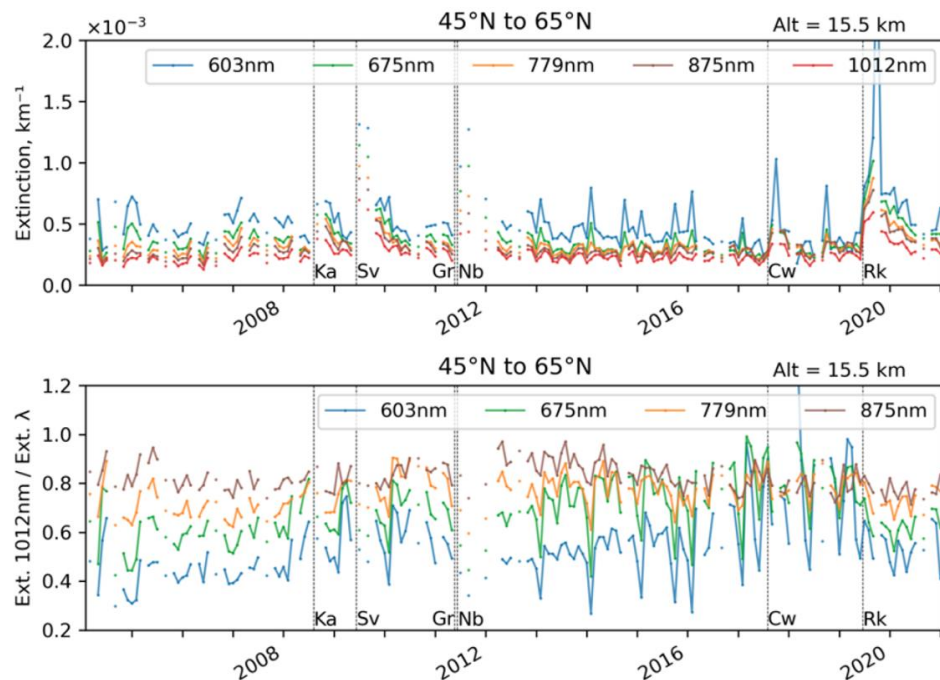 45°N to 65°N
×10⁻³
Alt = 15.5 km
2.0
603nm 675nm 779nm 875nm 1012nm
1.5
Extinction, km⁻¹
1.0
0.5
Ka Sv Gr Nb Cw Rk
0.0
2008 2012 2016 2020
45°N to 65°N
Alt = 15.5 km
1.2
603nm 675nm 779nm 875nm
1.0
Ext. 1012nm / Ext. λ
0.8
0.6
0.4
Ka Sv Gr Nb Cw Rk
0.2
2008 2012 2016 2020